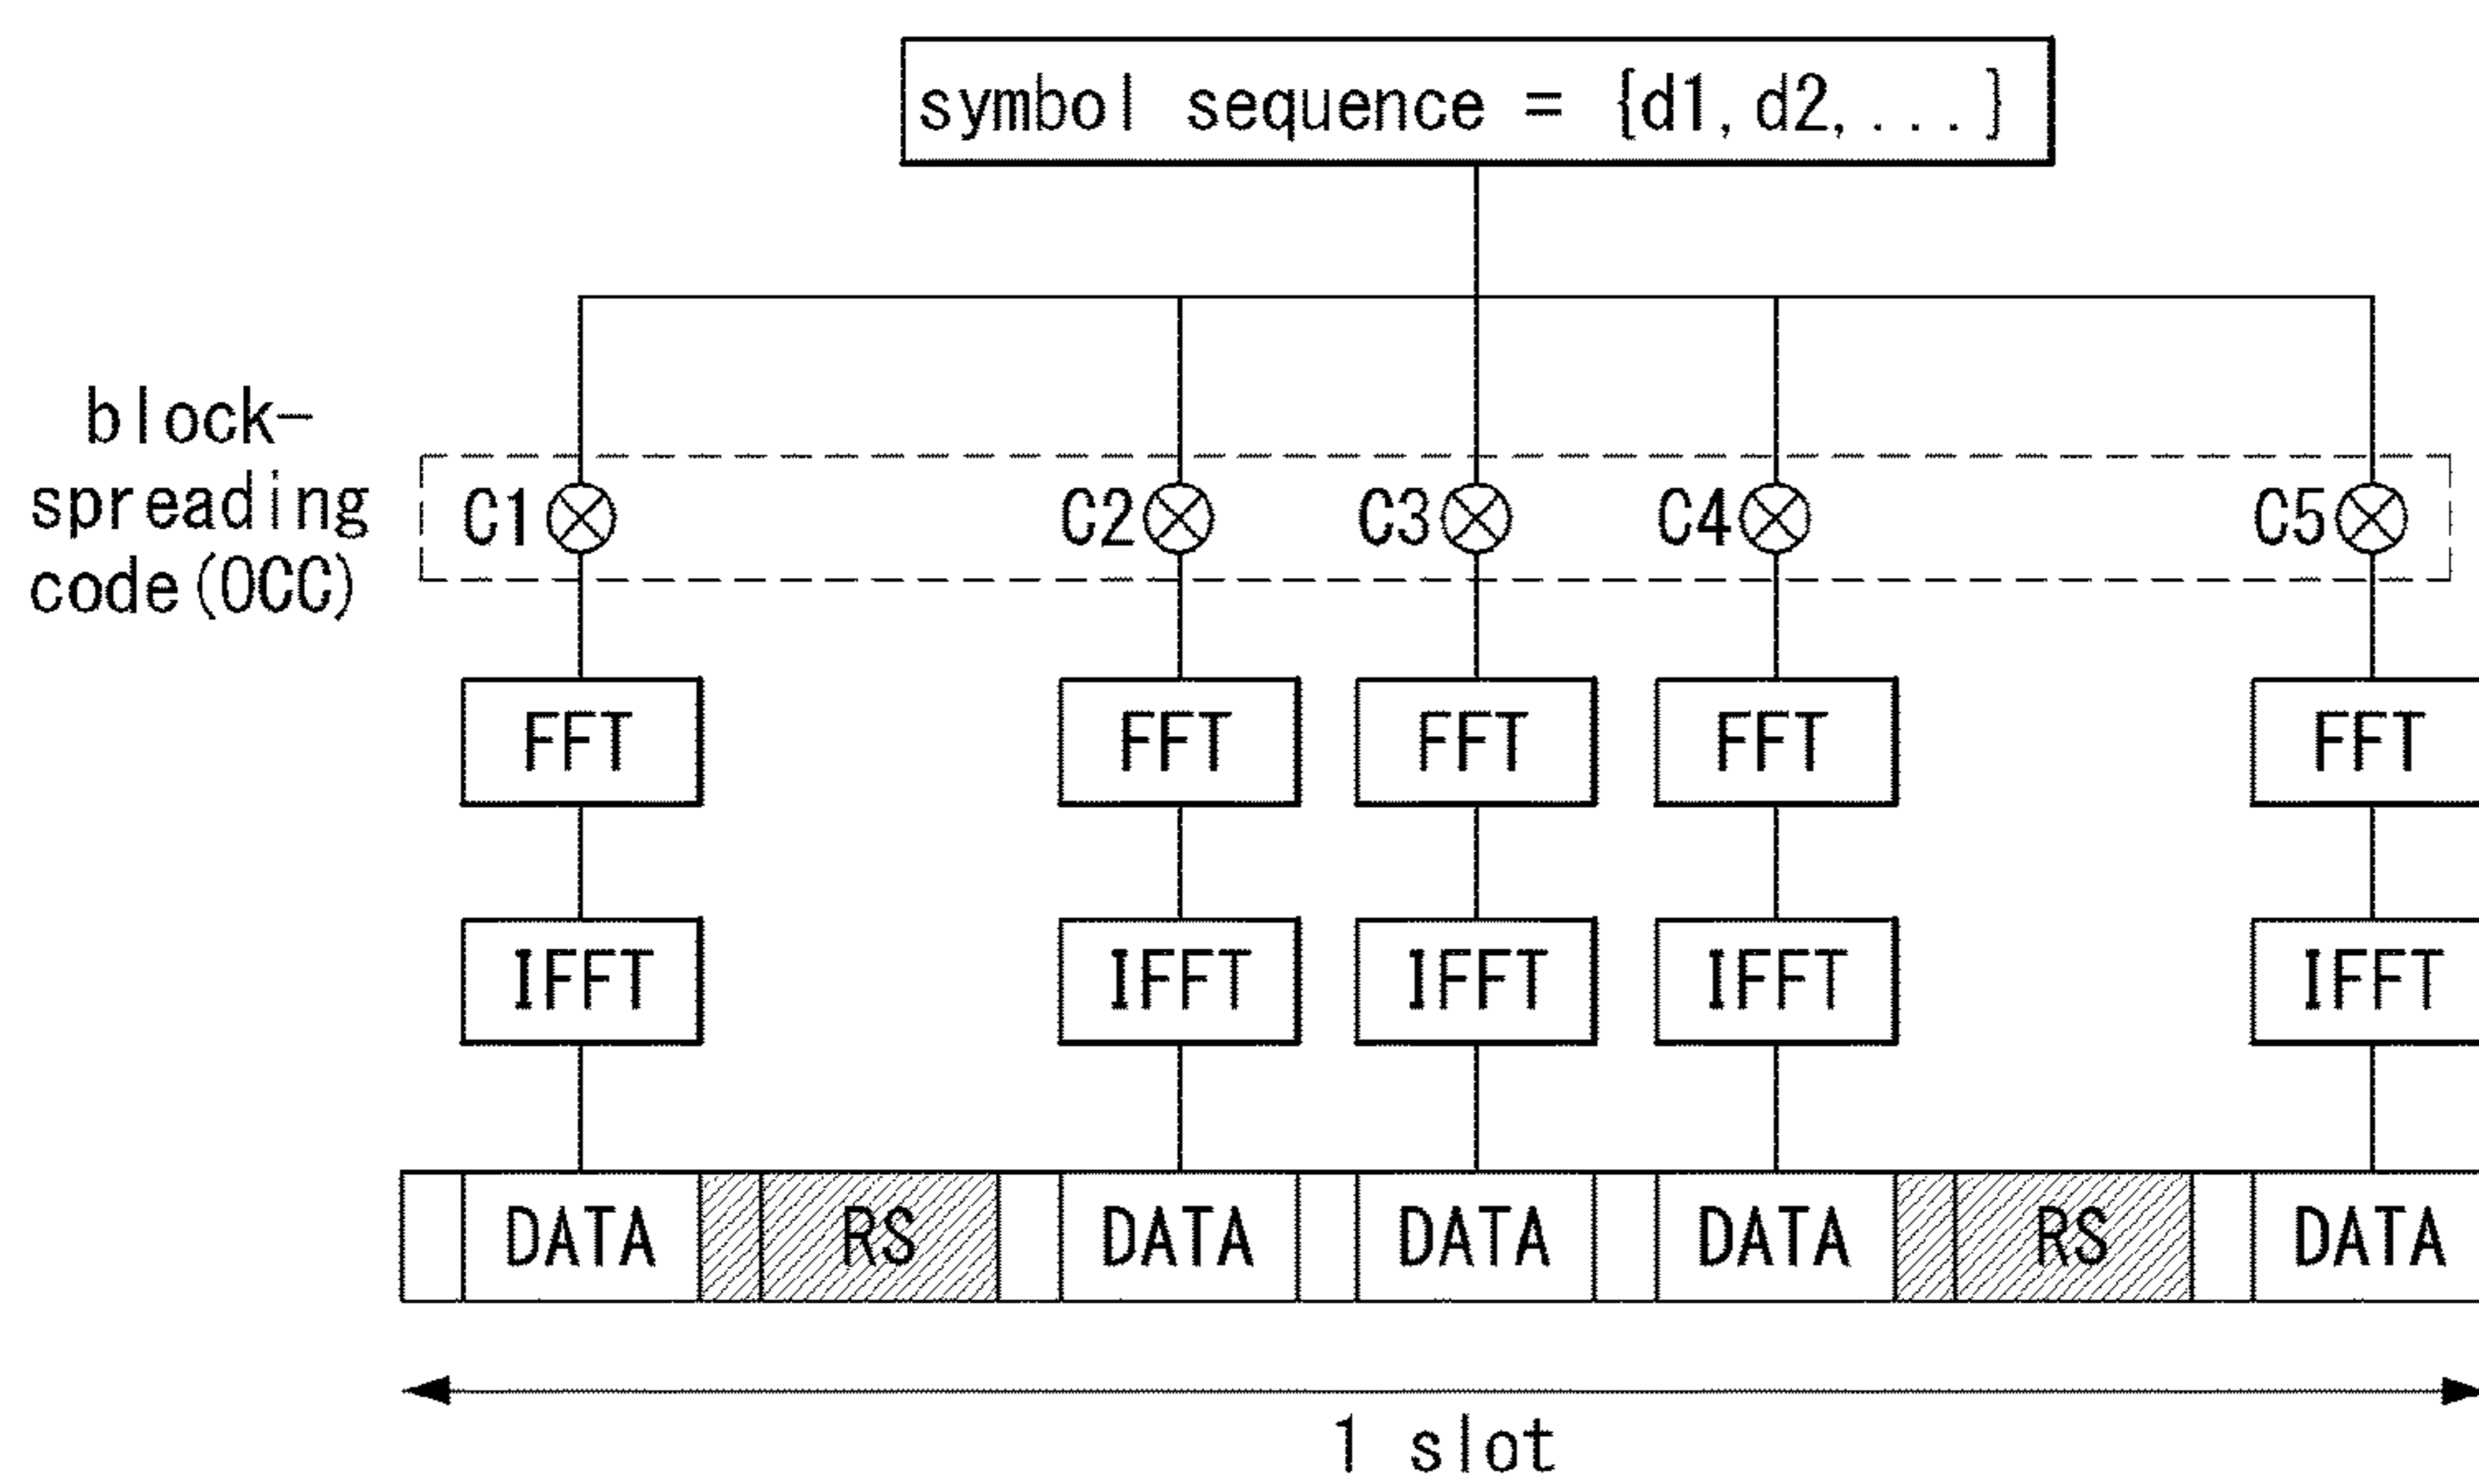 symbol sequence = {d1, d2, ... }
block-
spreading
code(OCC)
C1 C2 C3 C4 C5
FFT FFT FFT FFT FFT
IFFT IFFT IFFT IFFT IFFT
DATA RS DATA DATA DATA RS DATA
1 slot